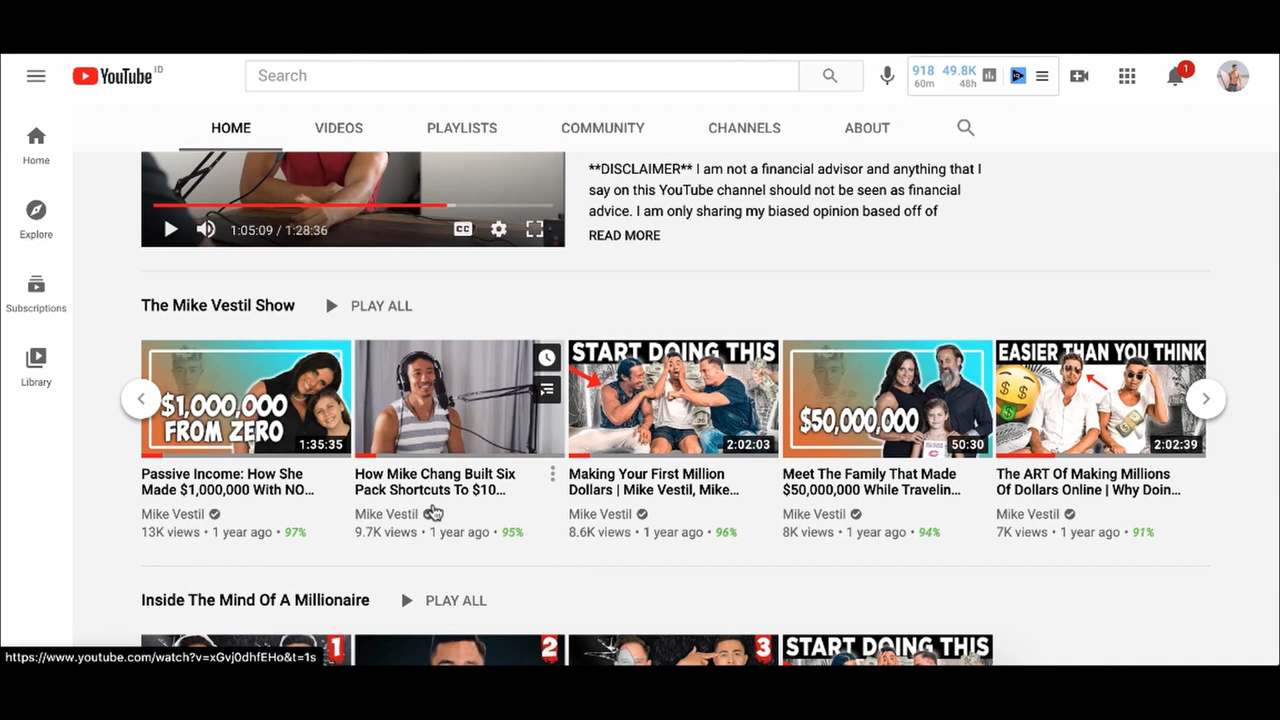 YouTube ID
Search
918 49.8K
60m 48h
1
HOME VIDEOS PLAYLISTS COMMUNITY CHANNELS ABOUT
Home
Explore
Subscriptions
Library
**DISCLAIMER** I am not a financial advisor and anything that I
say on this YouTube channel should not be seen as financial
advice. I am only sharing my biased opinion based off of
READ MORE
1:05:09 / 1:28:36
CC
The Mike Vestil Show PLAY ALL
$1,000,000
FROM ZERO
1:35:35
Passive Income: How She
Made $1,000,000 With NO...
Mike Vestil
13K views • 1 year ago • 97%
How Mike Chang Built Six
Pack Shortcuts To $10...
Mike Vestil
9.7K views • 1 year ago • 95%
START DOING THIS
2:02:03
Making Your First Million
Dollars | Mike Vestil, Mike...
Mike Vestil
8.6K views • 1 year ago • 96%
$50,000,000
50:30
Meet The Family That Made
$50,000,000 While Travelin...
Mike Vestil
8K views • 1 year ago • 94%
EASIER THAN YOU THINK
2:02:39
The ART Of Making Millions
Of Dollars Online | Why Doin...
Mike Vestil
7K views • 1 year ago • 91%
Inside The Mind Of A Millionaire PLAY ALL
1
2
3
START DOING THIS
https://www.youtube.com/watch?v=xGvj0dhfEHo&t=1s